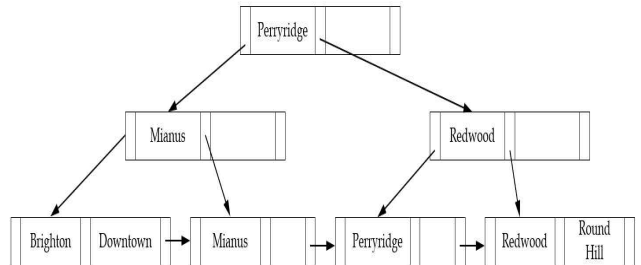 Perryridge
Mianus
Redwood
Brighton
Downtown
Mianus
Perryridge
Redwood
Round
Hill